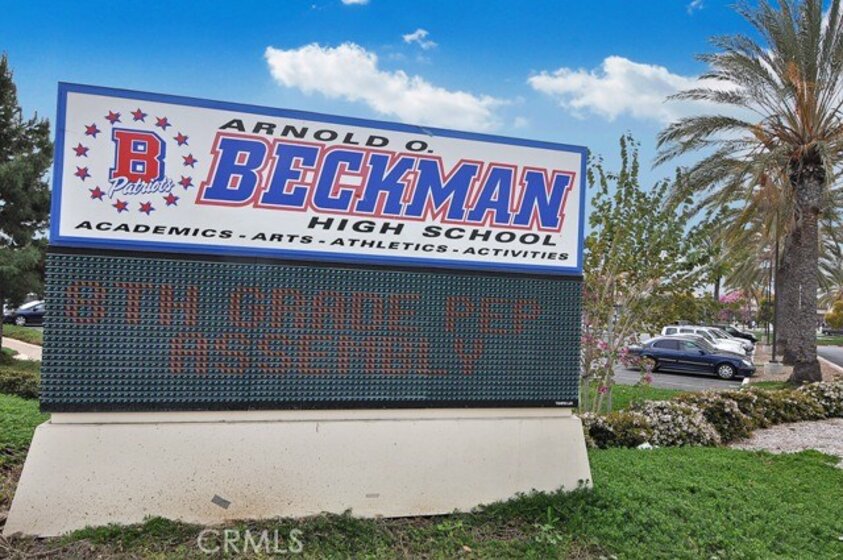 ARNOLD O.
B
Patriots
BECKMAN
HIGH SCHOOL
ACADEMICS - ARTS - ATHLETICS - ACTIVITIES
8TH GRADE PEP
ASSEMBLY
CRMLS